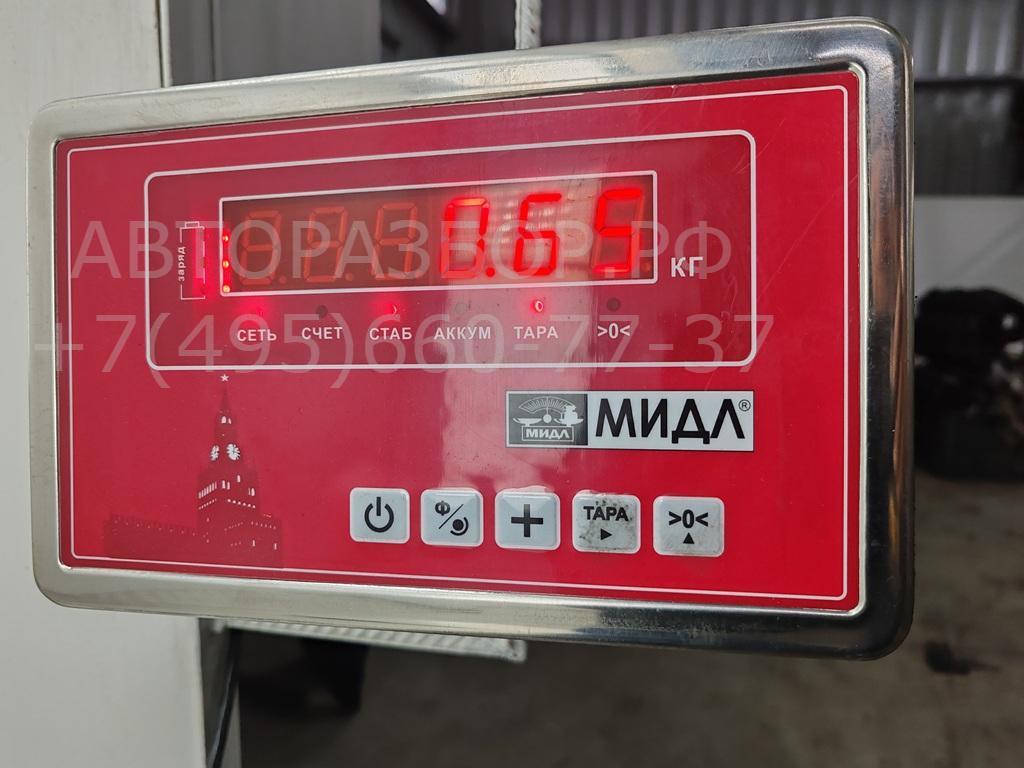 заряд
0.65
КГ
АВТОРАЗБОР.РФ
СЕТЬ СЧЕТ СТАБ АККУМ ТАРА >0<
+7(495)660-77-37
МИДЛ МИДЛ®
Ф + ТАРА >0<